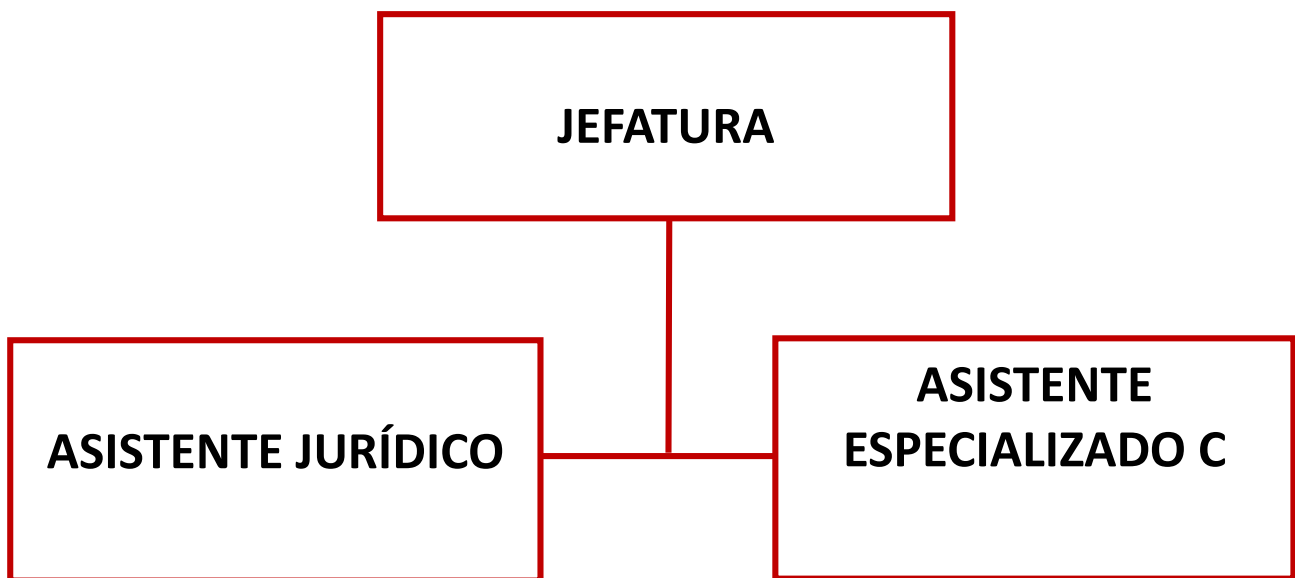 JEFATURA
ASISTENTE JURÍDICO
ASISTENTE
ESPECIALIZADO C